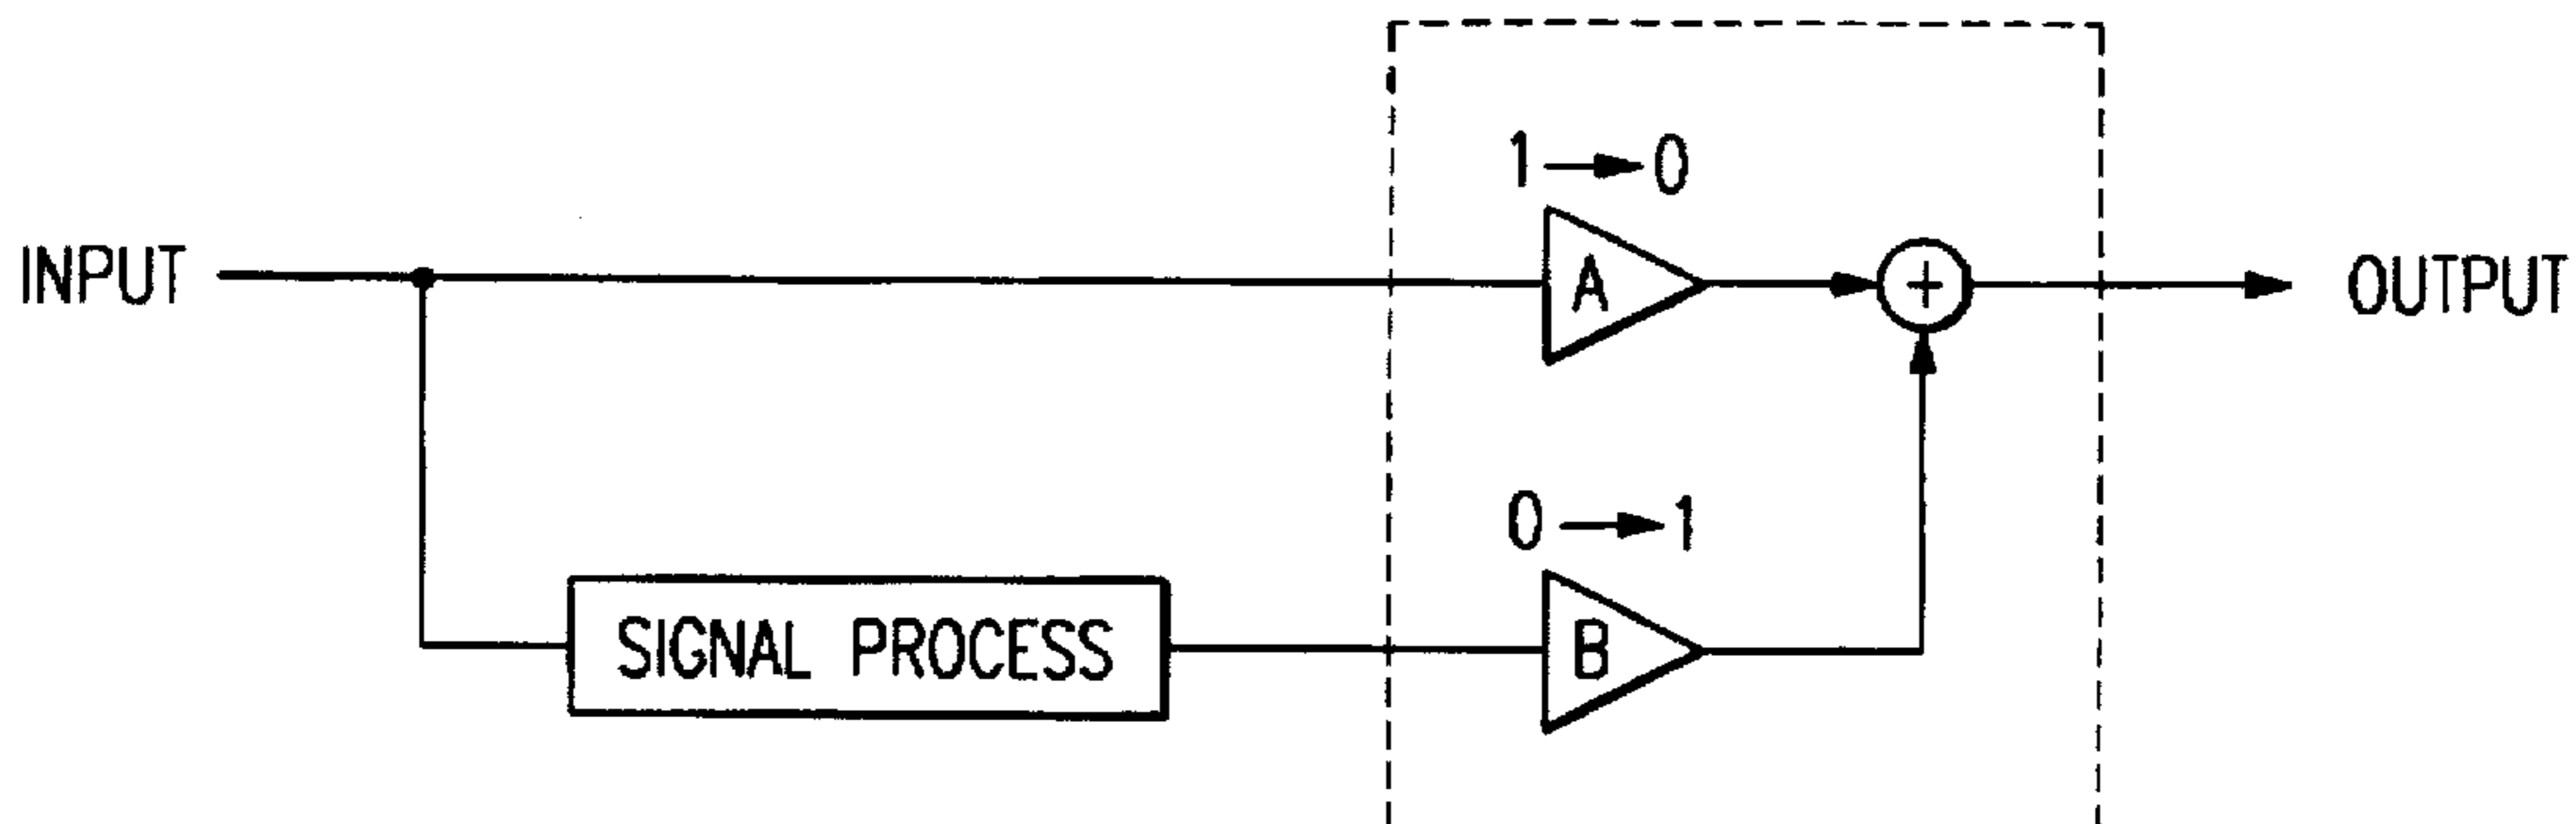 1 → 0
INPUT
A
+
OUTPUT
0 → 1
SIGNAL PROCESS
B